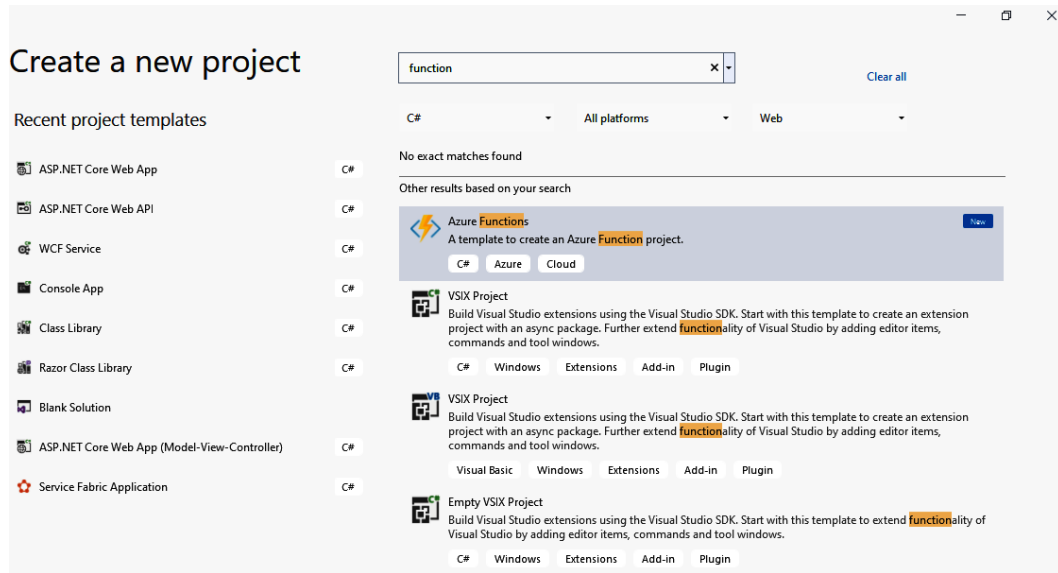 Create a new project
Recent project templates
ASP.NET Core Web App C#
ASP.NET Core Web API C#
WCF Service C#
Console App C#
Class Library C#
Razor Class Library C#
Blank Solution
ASP.NET Core Web App (Model-View-Controller) C#
Service Fabric Application C#
function
Clear all
C# All platforms Web
No exact matches found
Other results based on your search
Azure Functions New
A template to create an Azure Function project.
C# Azure Cloud
VSIX Project
Build Visual Studio extensions using the Visual Studio SDK. Start with this template to create an extension
project with an async package. Further extend functionality of Visual Studio by adding editor items,
commands and tool windows.
C# Windows Extensions Add-in Plugin
VSIX Project
Build Visual Studio extensions using the Visual Studio SDK. Start with this template to create an extension
project with an async package. Further extend functionality of Visual Studio by adding editor items,
commands and tool windows.
Visual Basic Windows Extensions Add-in Plugin
Empty VSIX Project
Build Visual Studio extensions using the Visual Studio SDK. Start with this template to extend functionality of
Visual Studio by adding editor items, commands and tool windows.
C# Windows Extensions Add-in Plugin